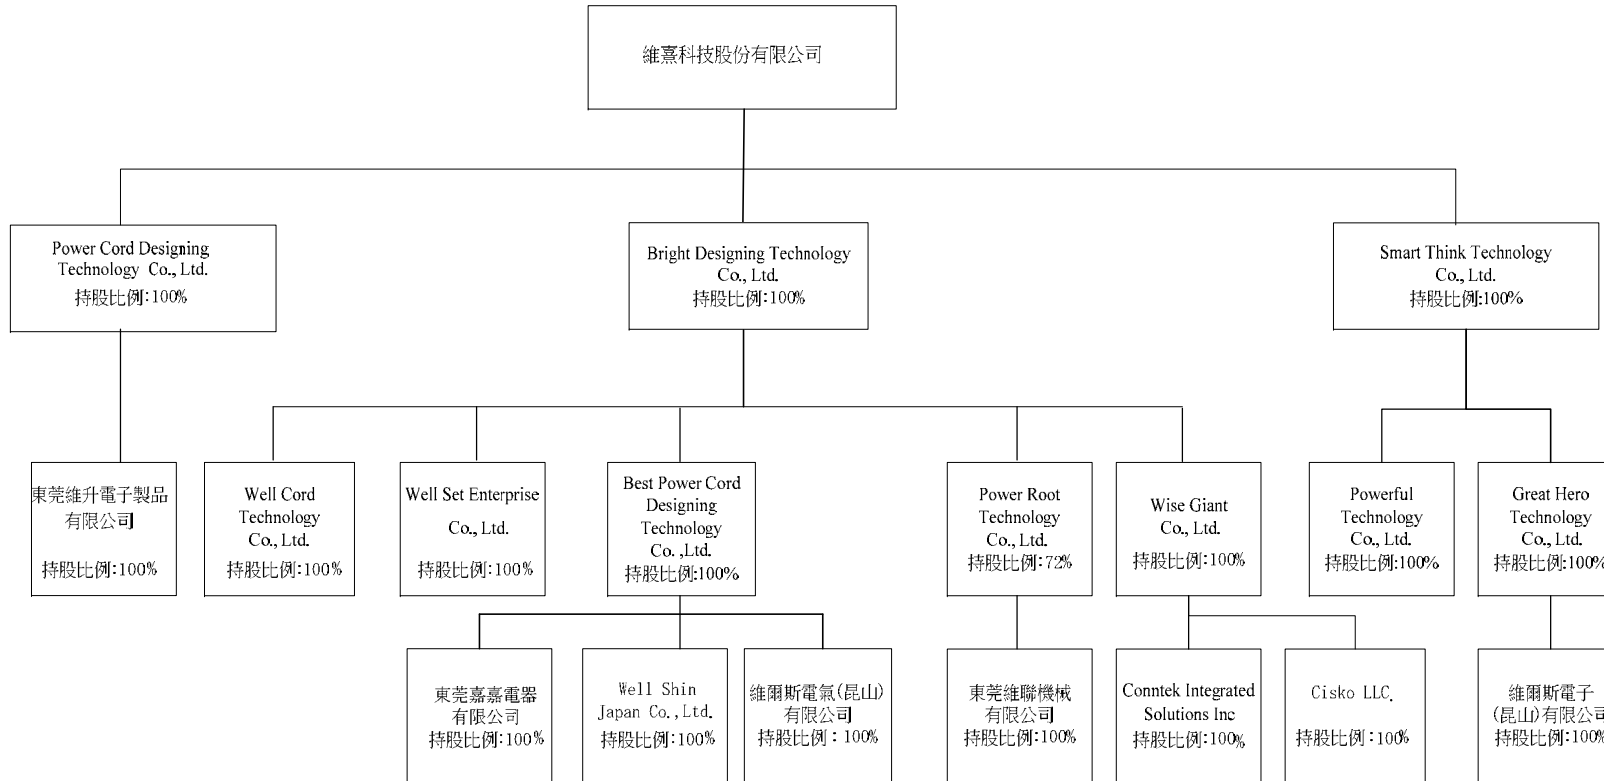 維熹科技股份有限公司
Power Cord Designing
Technology Co., Ltd.
持股比例:100%
Bright Designing Technology
Co., Ltd.
持股比例:100%
Smart Think Technology
Co., Ltd.
持股比例:100%
東莞維升電子製品
有限公司
持股比例:100%
Well Cord
Technology
Co., Ltd.
持股比例:100%
Well Set Enterprise
Co., Ltd.
持股比例:100%
Best Power Cord
Designing
Technology
Co. ,Ltd.
持股比例:100%
Power Root
Technology
Co., Ltd.
持股比例:72%
Wise Giant
Co., Ltd.
持股比例:100%
Powerful
Technology
Co., Ltd.
持股比例:100%
Great Hero
Technology
Co., Ltd.
持股比例:100%
東莞嘉嘉電器
有限公司
持股比例:100%
Well Shin
Japan Co.,Ltd.
持股比例:100%
維爾斯電氣(昆山)
有限公司
持股比例：100%
東莞維聯機械
有限公司
持股比例:100%
Conntek Integrated
Solutions Inc
持股比例:100%
Cisko LLC.
持股比例:100%
維爾斯電子
(昆山)有限公司
持股比例:100%